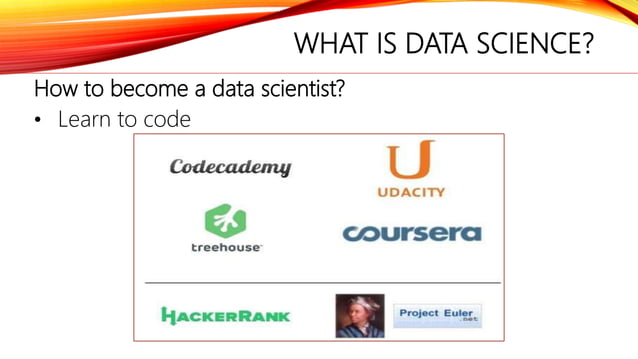 WHAT IS DATA SCIENCE?
How to become a data scientist?
• Learn to code
Codecademy
UDACITY
treehouse
coursera
HACKERRANK
Project Euler
.net